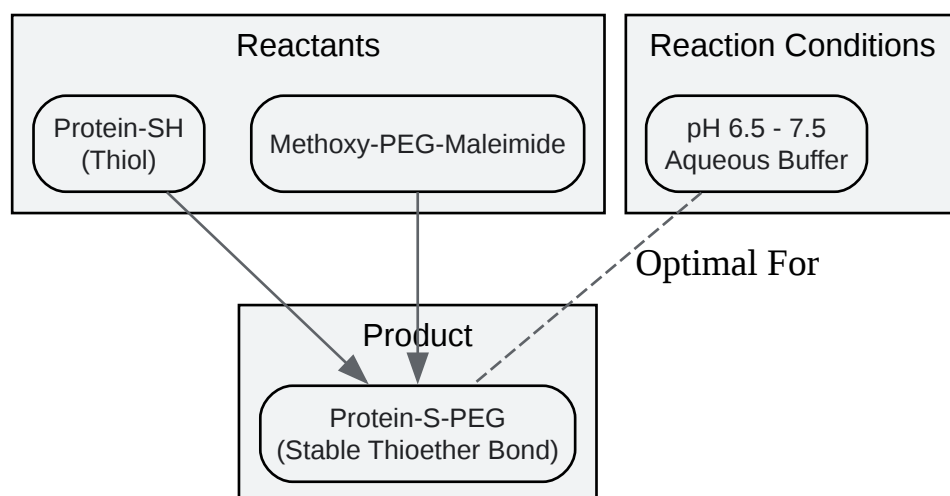 Reactants
Reaction Conditions
Protein-SH
(Thiol)
Methoxy-PEG-Maleimide
pH 6.5 - 7.5
Aqueous Buffer
Optimal For
Product
Protein-S-PEG
(Stable Thioether Bond)